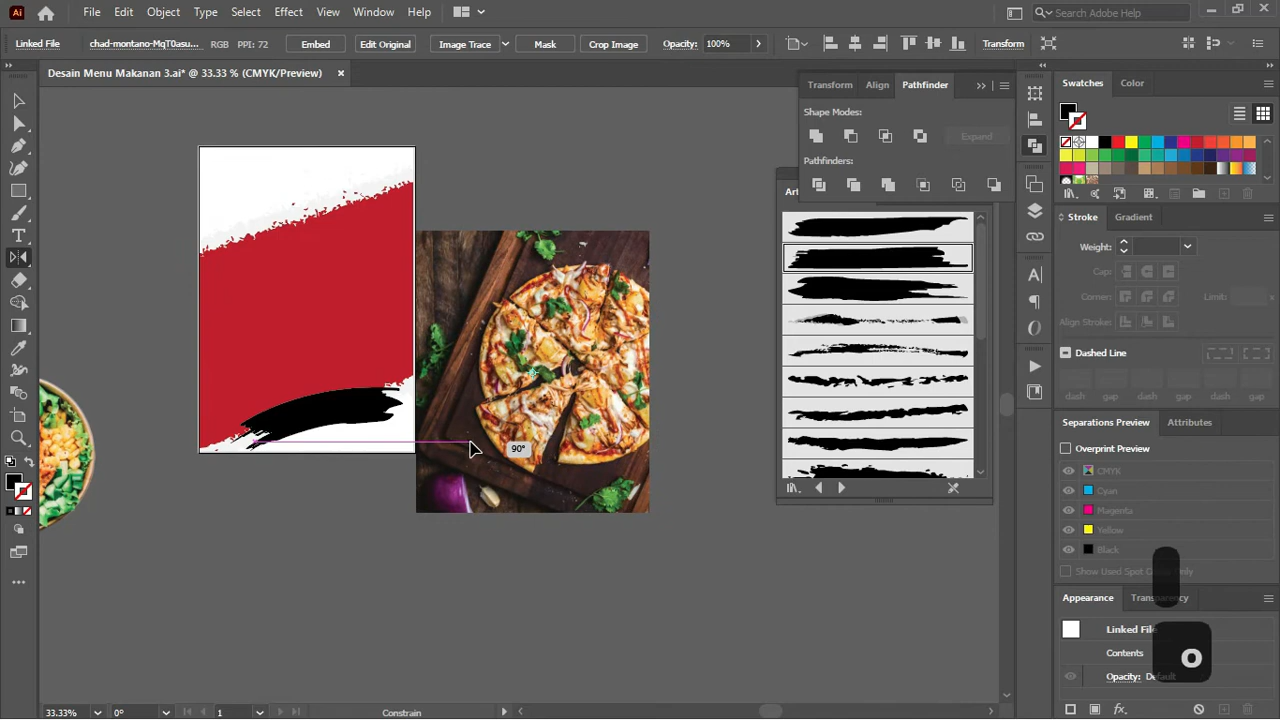 Ai
File Edit Object Type Select Effect View Window Help
Search Adobe Help
Linked File chad-montano-MqT0asu... RGB PPI: 72 Embed Edit Original Image Trace Mask Crop Image Opacity: 100% Transform
Desain Menu Makanan 3.ai* @ 33.33 % (CMYK/Preview)
Transform Align Pathfinder
Shape Modes:
Expand
Pathfinders:
Swatches Color
Stroke Gradient
Weight:
Cap:
Corner: Limit:
Align Stroke:
Dashed Line
dash gap dash gap dash gap
Separations Preview Attributes
Overprint Preview
CMYK
Cyan
Magenta
Yellow
Black
Show Used Spot Colors Only
Appearance Transparency
Linked File
Contents
Opacity: Default
fx
90°
o
33.33% 0° 1 Constrain